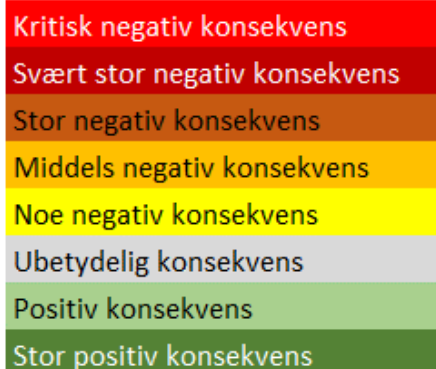 Kritisk negativ konsekvens
Svært stor negativ konsekvens
Stor negativ konsekvens
Middels negativ konsekvens
Noe negativ konsekvens
Ubetydelig konsekvens
Positiv konsekvens
Stor positiv konsekvens